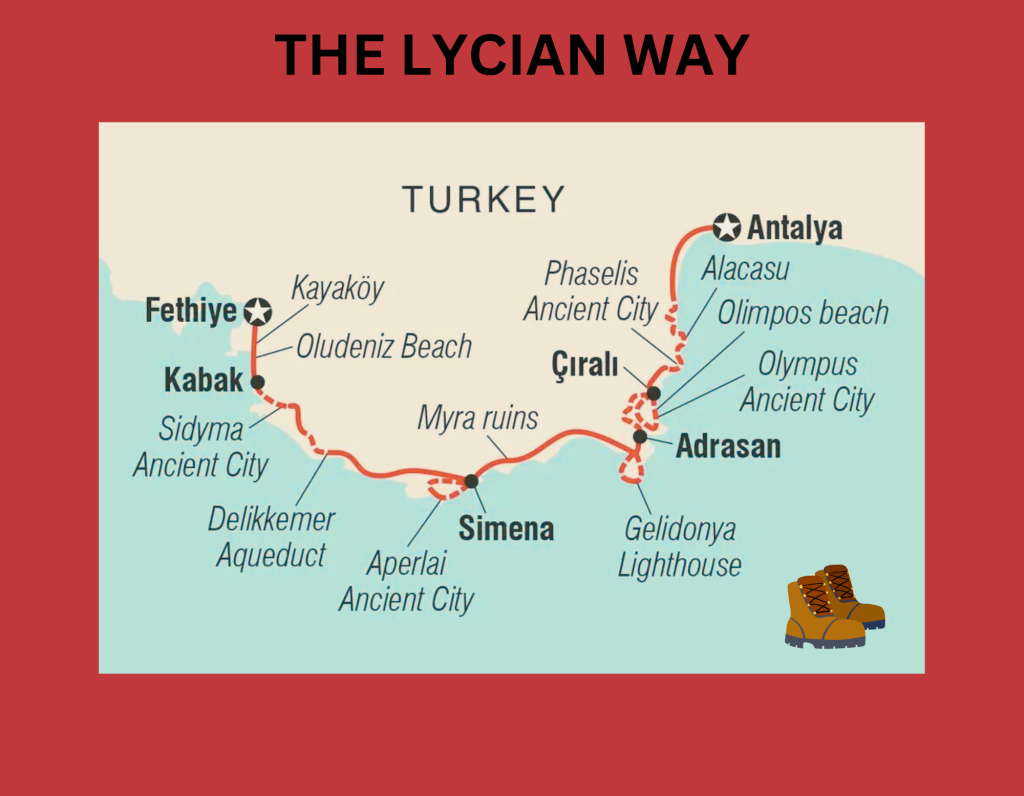 THE LYCIAN WAY
TURKEY
Antalya
Phaselis
Ancient City
Alacasu
Kayaköy
Fethiye
Olimpos beach
Oludeniz Beach
Çıralı
Olympus
Ancient City
Kabak
Myra ruins
Sidyma
Ancient City
Adrasan
Delikkemer
Aqueduct
Simena
Gelidonya
Lighthouse
Aperlai
Ancient City